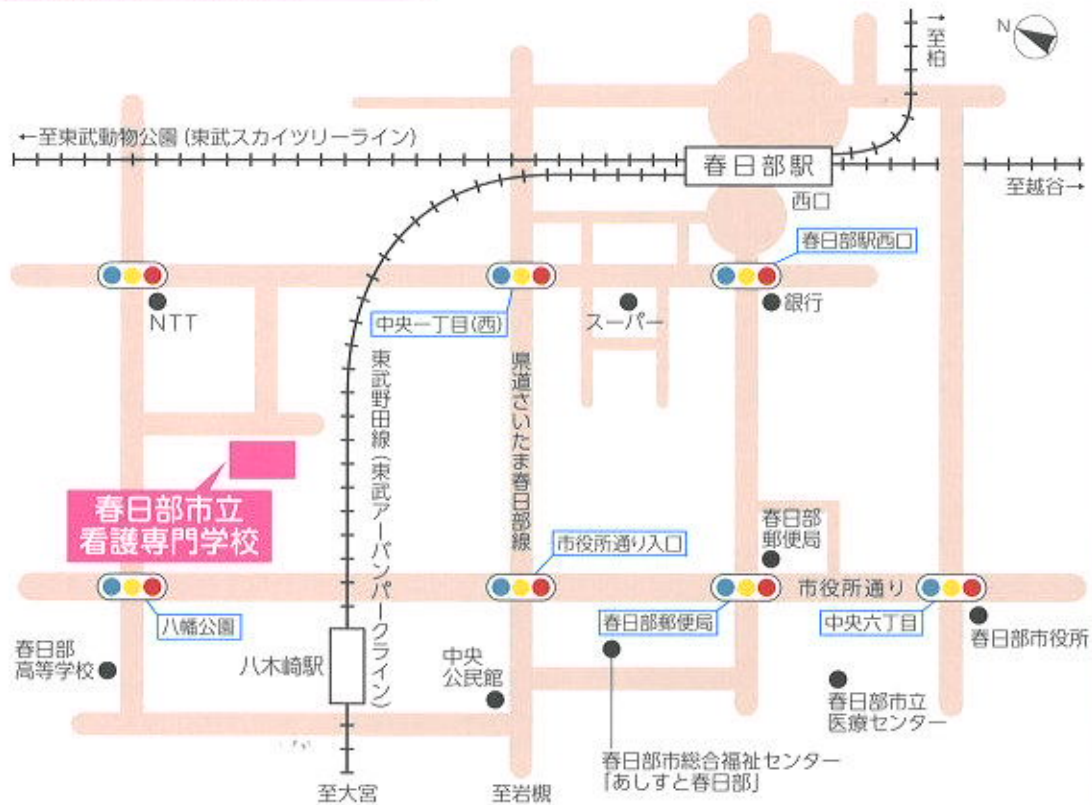 N
→至柏
←至東武動物公園(東武スカイツリーライン)
春日部駅
至越谷→
西口
春日部駅西口
NTT
中央一丁目(西)
スーパー
銀行
東武野田線(東武アーバンパークライン)
県道さいたま春日部線
春日部市立
看護専門学校
春日部
郵便局
市役所通り入口
市役所通り
八幡公園
春日部郵便局
中央六丁目
春日部市役所
春日部
高等学校
八木崎駅
中央
公民館
春日部市立
医療センター
春日部市総合福祉センター
「あしすと春日部」
至大宮
至岩槻